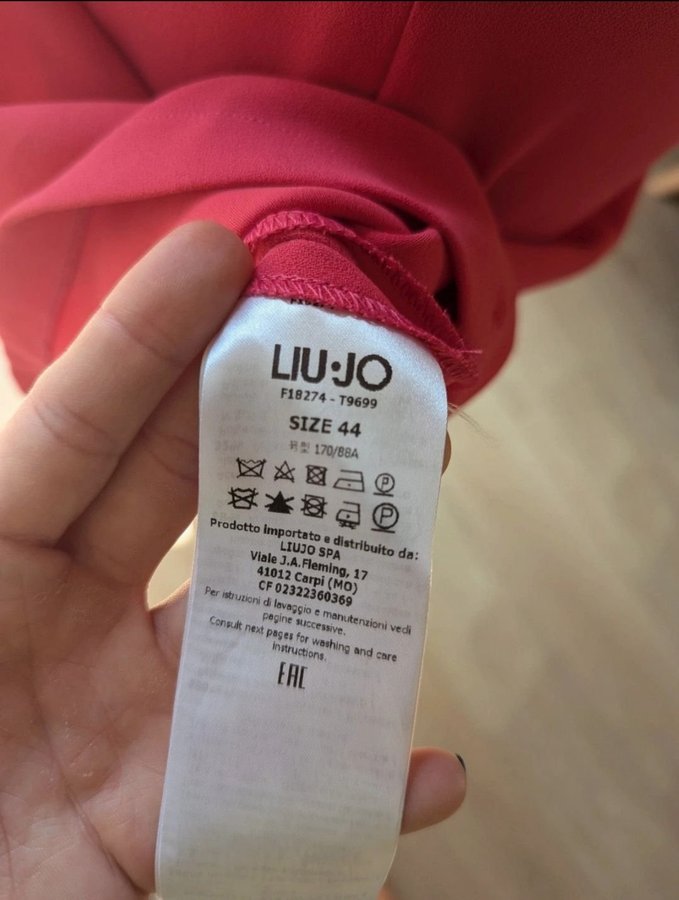 LIU·JO
F18274 - T9699
SIZE 44
号型 170/88A
P
P
Prodotto importato e distribuito da:
LIUJO SPA
Viale J.A.Fleming, 17
41012 Carpi (MO)
CF 02322360369
Per istruzioni di lavaggio e manutenzioni vedi
pagine successive.
Consult next pages for washing and care
instructions.
EAC